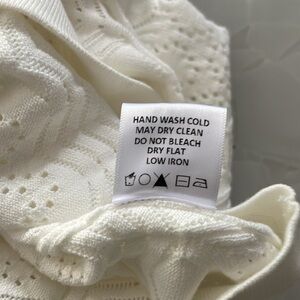 HAND WASH COLD
MAY DRY CLEAN
DO NOT BLEACH
DRY FLAT
LOW IRON